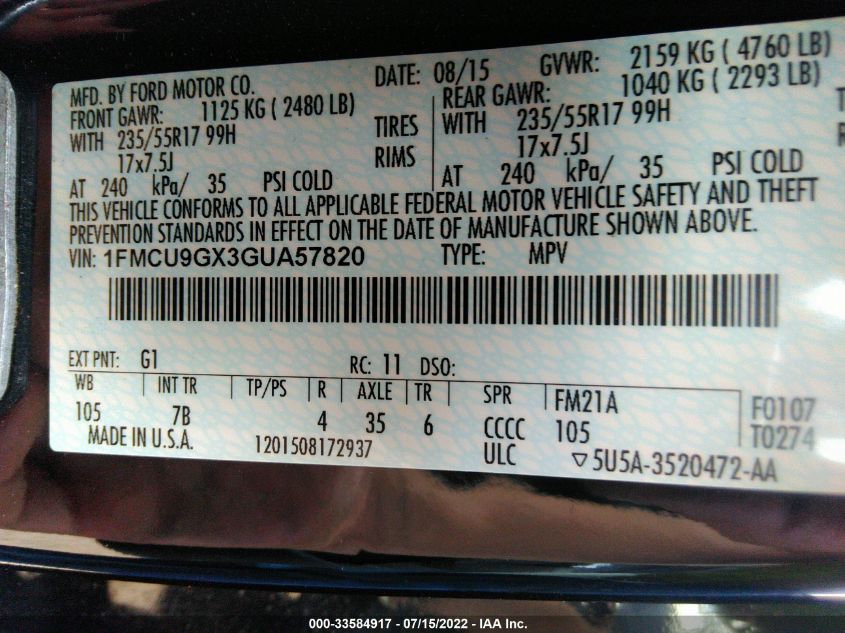 MFD. BY FORD MOTOR CO. DATE: 08/15 GVWR: 2159 KG ( 4760 LB)
FRONT GAWR: 1125 KG ( 2480 LB) REAR GAWR: 1040 KG ( 2293 LB)
WITH 235/55R17 99H TIRES WITH 235/55R17 99H
17x7.5J RIMS 17x7.5J
AT 240 kPa/ 35 PSI COLD AT 240 kPa/ 35 PSI COLD
THIS VEHICLE CONFORMS TO ALL APPLICABLE FEDERAL MOTOR VEHICLE SAFETY AND THEFT
PREVENTION STANDARDS IN EFFECT ON THE DATE OF MANUFACTURE SHOWN ABOVE.
VIN: 1FMCU9GX3GUA57820 TYPE: MPV
EXT PNT: G1 RC: 11 DSO:
WB INT TR TP/PS R AXLE TR SPR FM21A F0107
105 7B 4 35 6 CCCC 105 T0274
MADE IN U.S.A. 1201508172937 ULC ▽5U5A-3520472-AA
000-33584917 - 07/15/2022 - IAA Inc.